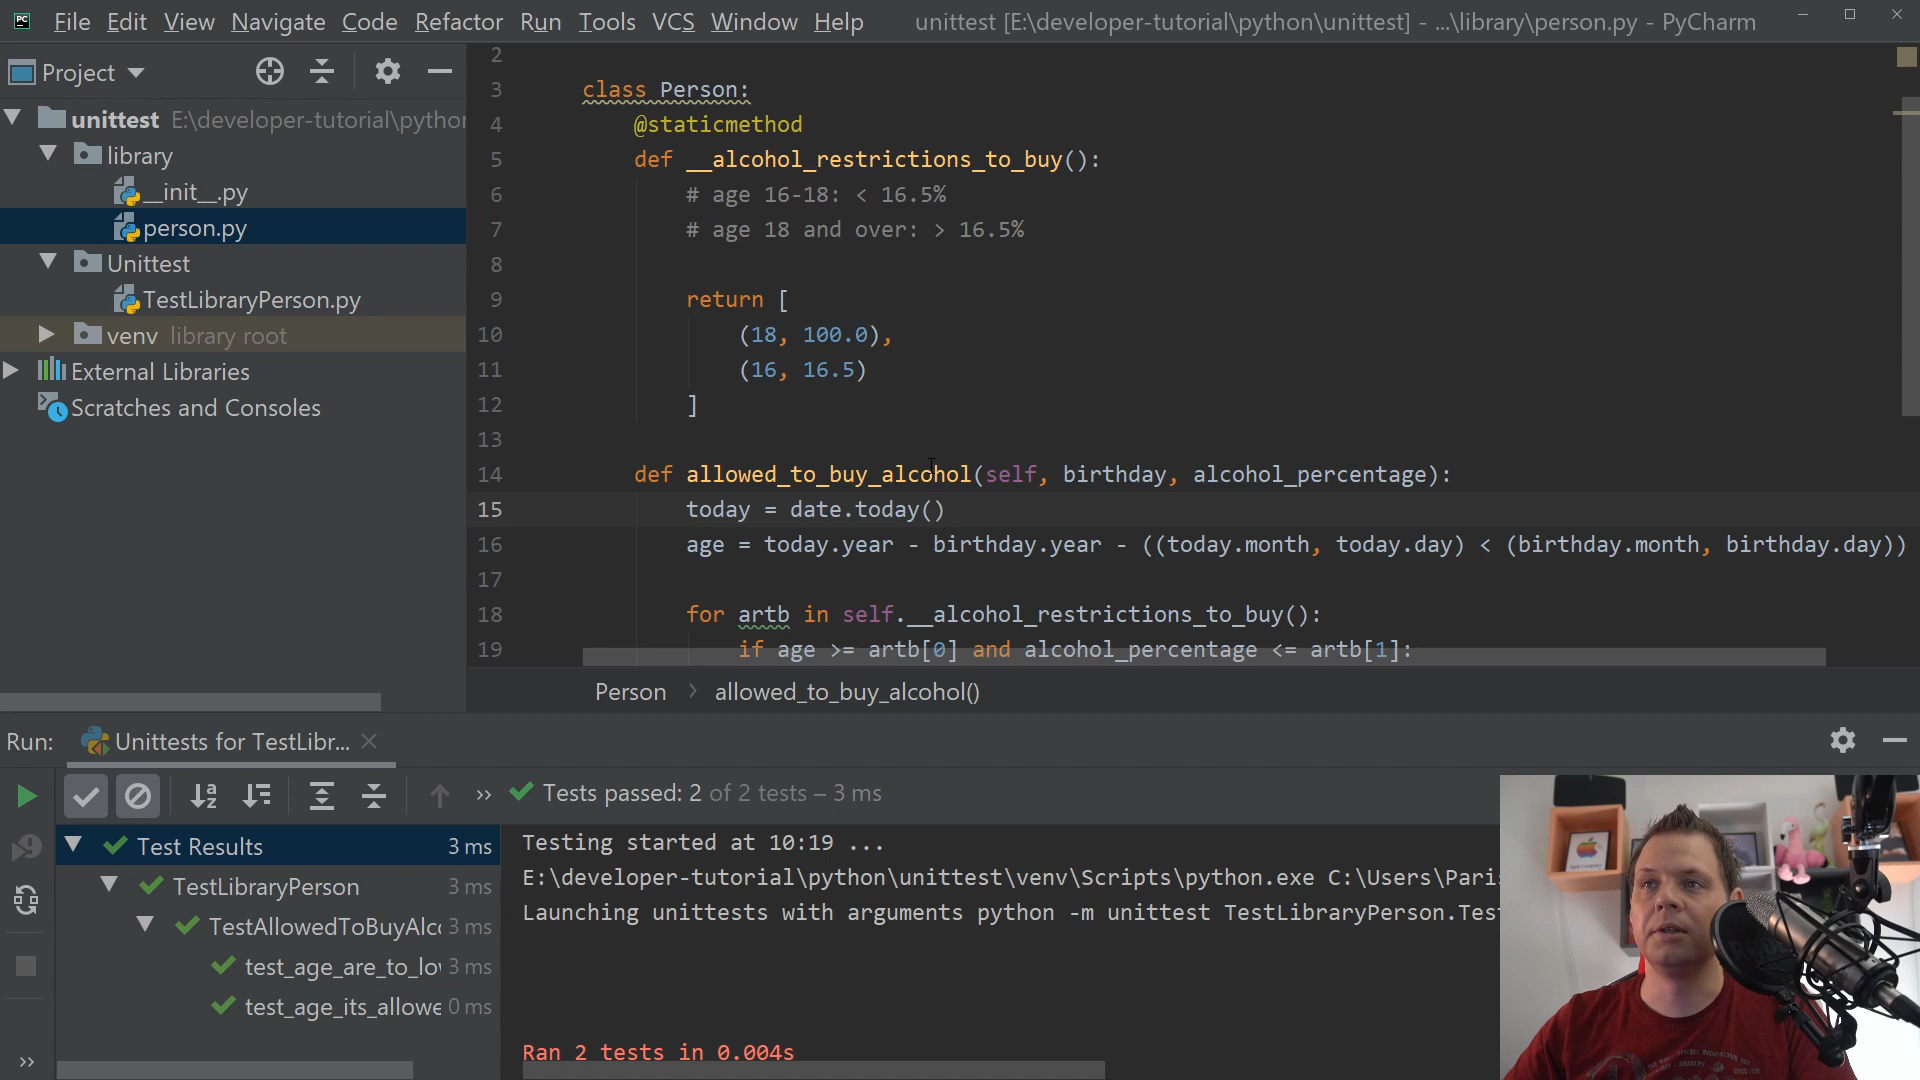 File Edit View Navigate Code Refactor Run Tools VCS Window Help unittest [E:\developer-tutorial\python\unittest] - ...\library\person.py - PyCharm
Project
unittest E:\developer-tutorial\python
library
__init__.py
person.py
Unittest
TestLibraryPerson.py
venv library root
External Libraries
Scratches and Consoles
2
3 class Person:
4 @staticmethod
5 def __alcohol_restrictions_to_buy():
6 # age 16-18: < 16.5%
7 # age 18 and over: > 16.5%
8
9 return [
10 (18, 100.0),
11 (16, 16.5)
12 ]
13
14 def allowed_to_buy_alcohol(self, birthday, alcohol_percentage):
15 today = date.today()
16 age = today.year - birthday.year - ((today.month, today.day) < (birthday.month, birthday.day))
17
18 for artb in self.__alcohol_restrictions_to_buy():
19 if age >= artb[0] and alcohol_percentage <= artb[1]:
Person > allowed_to_buy_alcohol()
Run: Unittests for TestLibr...
Tests passed: 2 of 2 tests – 3 ms
Test Results 3 ms
TestLibraryPerson 3 ms
TestAllowedToBuyAlc 3 ms
test_age_are_to_lo 3 ms
test_age_its_allowe 0 ms
Testing started at 10:19 ...
E:\developer-tutorial\python\unittest\venv\Scripts\python.exe C:\Users\Paris
Launching unittests with arguments python -m unittest TestLibraryPerson.Test
Ran 2 tests in 0.004s